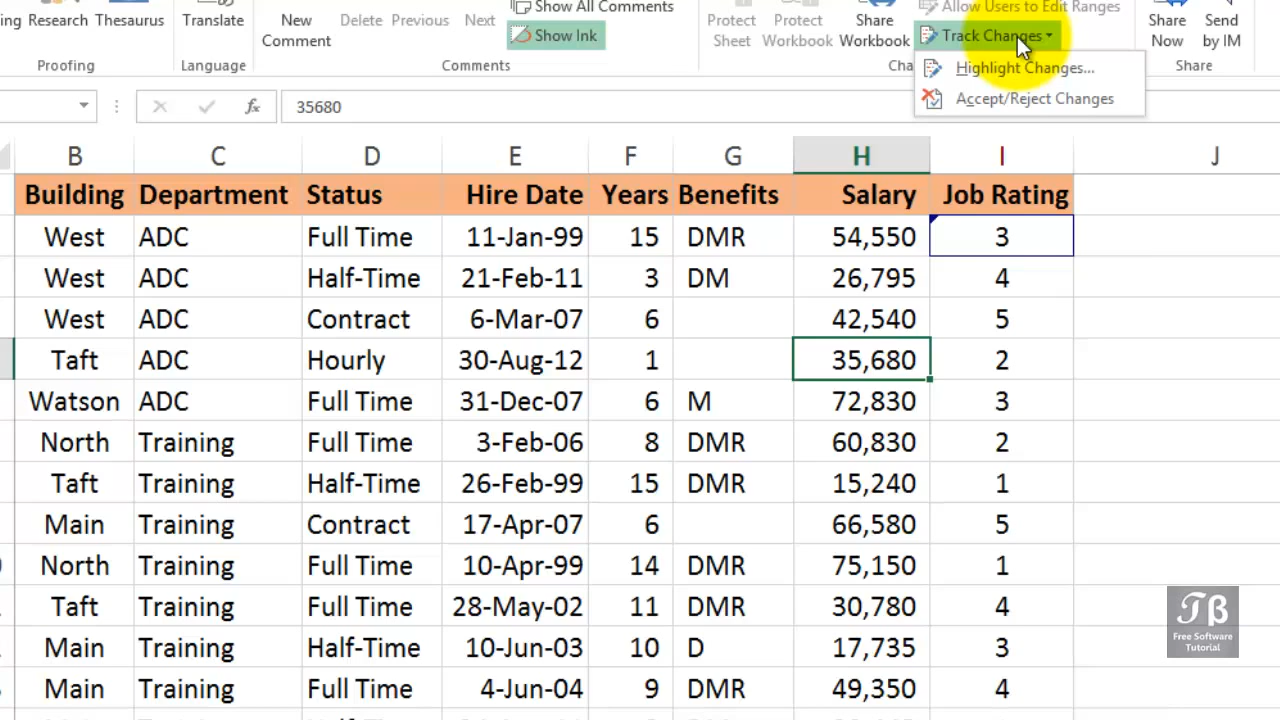 ing Research Thesaurus Translate New Comment Delete Previous Next Show All Comments Show Ink Protect Sheet Protect Workbook Share Workbook Allow Users to Edit Ranges Track Changes Share Now Send by IM
Proofing Language Comments Cha Share
Highlight Changes...
Accept/Reject Changes
fx 35680
B C D E F G H I J
Building Department Status Hire Date Years Benefits Salary Job Rating
West ADC Full Time 11-Jan-99 15 DMR 54,550 3
West ADC Half-Time 21-Feb-11 3 DM 26,795 4
West ADC Contract 6-Mar-07 6 42,540 5
Taft ADC Hourly 30-Aug-12 1 35,680 2
Watson ADC Full Time 31-Dec-07 6 M 72,830 3
North Training Full Time 3-Feb-06 8 DMR 60,830 2
Taft Training Half-Time 26-Feb-99 15 DMR 15,240 1
Main Training Contract 17-Apr-07 6 66,580 5
North Training Full Time 10-Apr-99 14 DMR 75,150 1
Taft Training Full Time 28-May-02 11 DMR 30,780 4
Main Training Half-Time 10-Jun-03 10 D 17,735 3
Main Training Full Time 4-Jun-04 9 DMR 49,350 4
Tβ
Free Software
Tutorial